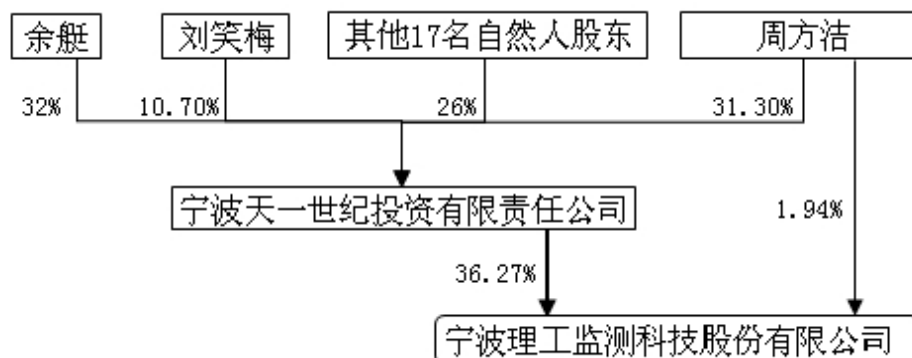 余艇 刘笑梅 其他17名自然人股东 周方洁
32% 10.70% 26% 31.30%
宁波天一世纪投资有限责任公司
1.94%
36.27%
宁波理工监测科技股份有限公司